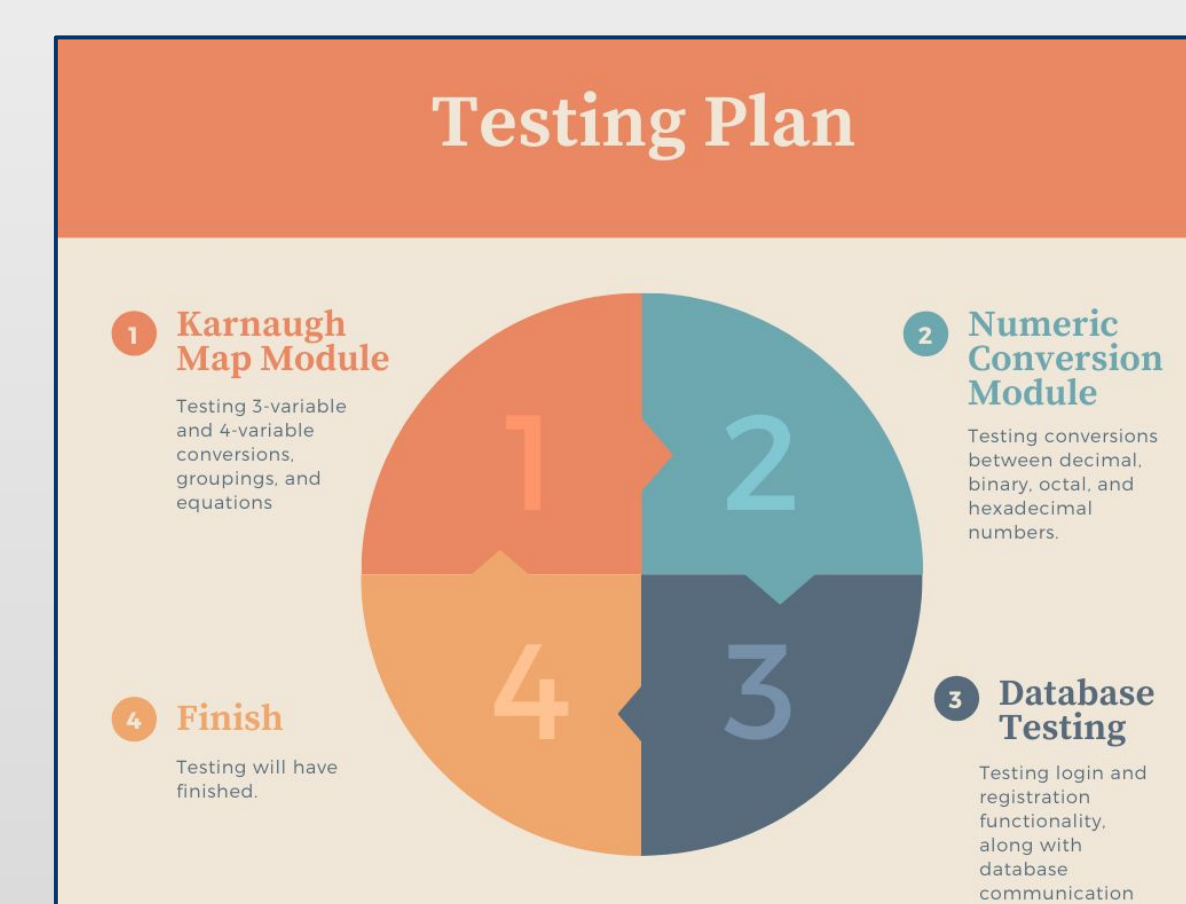 Testing Plan
1
Karnaugh
Map Module
Testing 3-variable
and 4-variable
conversions,
groupings, and
equations
2
Numeric
Conversion
Module
Testing conversions
between decimal,
binary, octal, and
hexadecimal
numbers.
1
2
4
3
4
Finish
Testing will have
finished.
3
Database
Testing
Testing login and
registration
functionality,
along with
database
communication